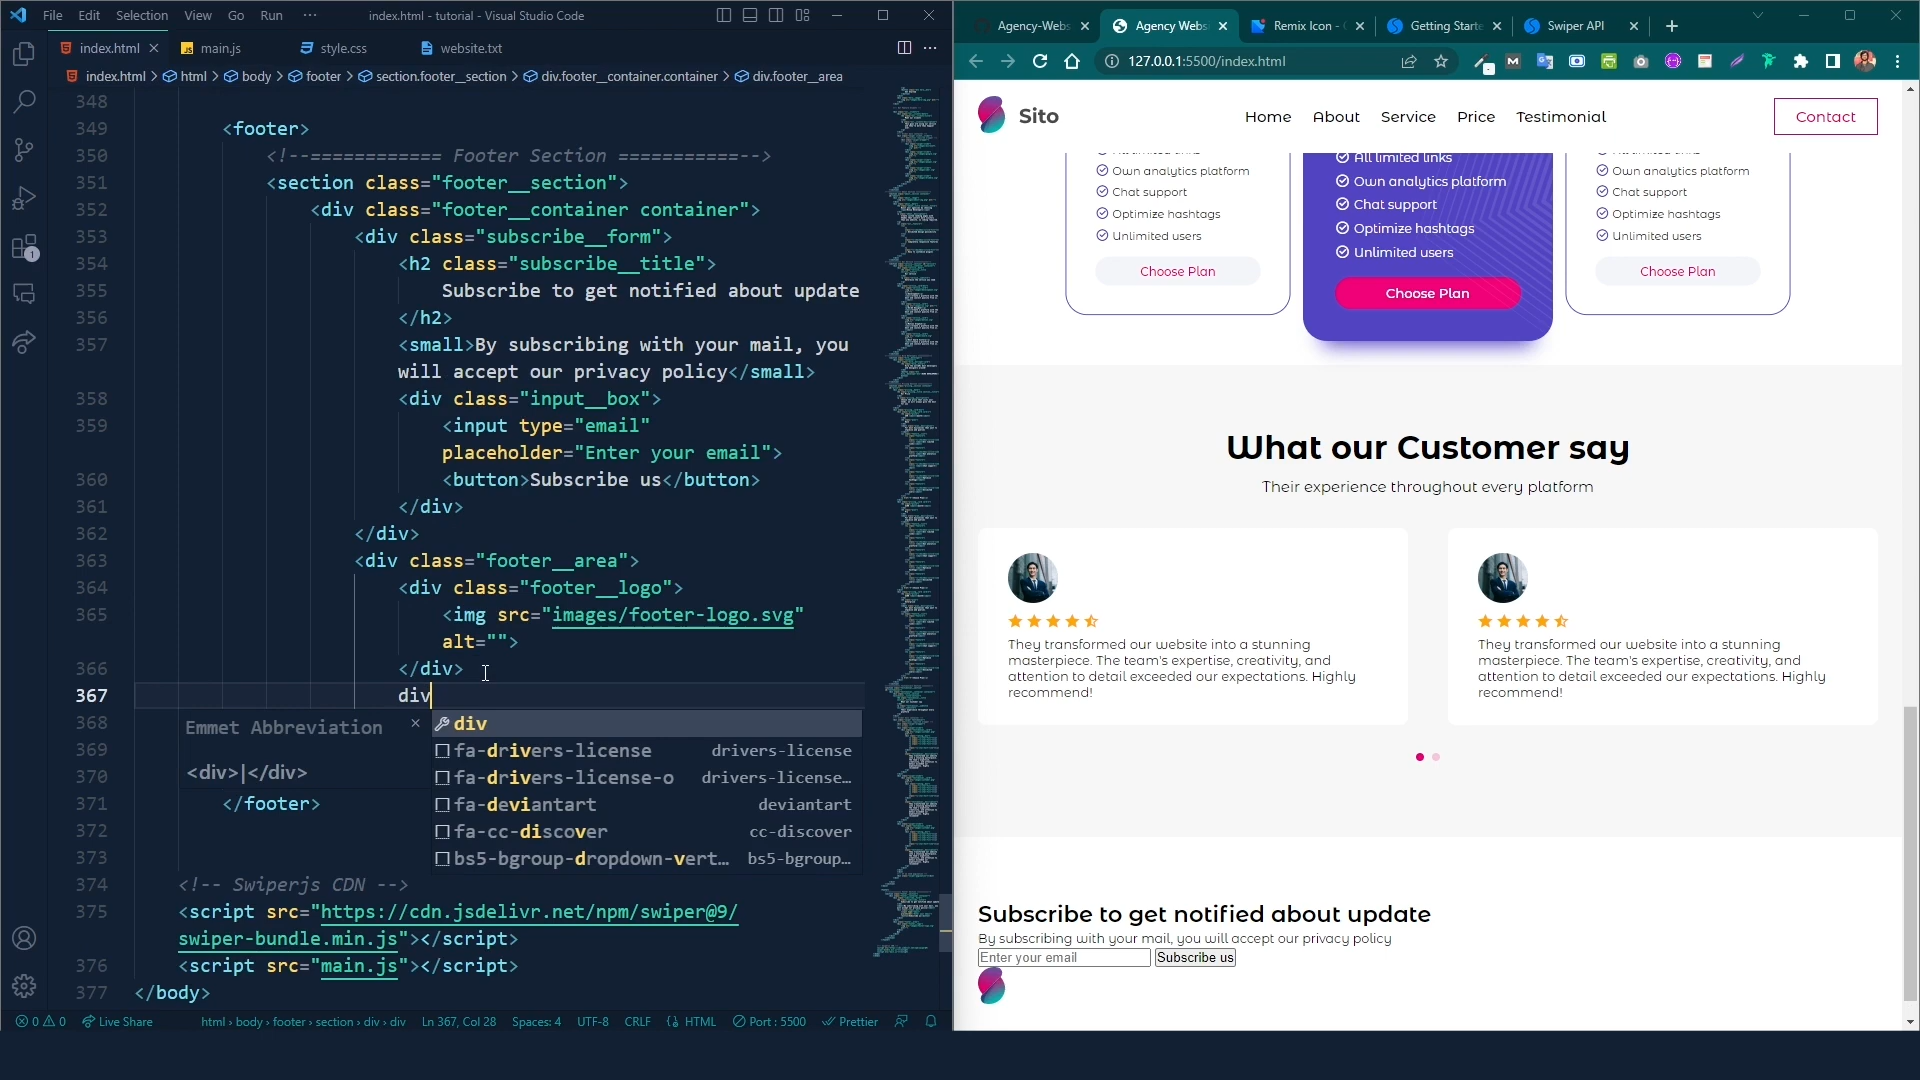 File Edit Selection View Go Run ··· index.html - tutorial - Visual Studio Code
index.html main.js style.css website.txt
index.html > html > body > footer > section.footer__section > div.footer__container.container > div.footer__area
348
349 <footer>
350 <!--============ Footer Section ============-->
351 <section class="footer__section">
352 <div class="footer__container container">
353 <div class="subscribe__form">
354 <h2 class="subscribe__title">
355 Subscribe to get notified about update
356 </h2>
357 <small>By subscribing with your mail, you
will accept our privacy policy</small>
358 <div class="input__box">
359 <input type="email"
placeholder="Enter your email">
360 <button>Subscribe us</button>
361 </div>
362 </div>
363 <div class="footer__area">
364 <div class="footer__logo">
365 <img src="images/footer-logo.svg"
alt="">
366 </div>
367 div
368
369
370
371 </footer>
372
373
374 <!-- Swiperjs CDN -->
375 <script src="https://cdn.jsdelivr.net/npm/swiper@9/
swiper-bundle.min.js"></script>
376 <script src="main.js"></script>
377 </body>
Emmet Abbreviation ×
<div>|</div>
div
fa-drivers-license drivers-license
fa-drivers-license-o drivers-license…
fa-deviantart deviantart
fa-cc-discover cc-discover
bs5-bgroup-dropdown-vert… bs5-bgroup…
1
0 0 Live Share html › body › footer › section › div › div Ln 367, Col 28 Spaces: 4 UTF-8 CRLF HTML Port : 5500 Prettier
Agency-Webs Agency Webs Remix Icon - Getting Starte Swiper API
127.0.0.1:5500/index.html
Sito
Home About Service Price Testimonial
Contact
Own analytics platform
Chat support
Optimize hashtags
Unlimited users
Choose Plan
All limited links
Own analytics platform
Chat support
Optimize hashtags
Unlimited users
Choose Plan
Own analytics platform
Chat support
Optimize hashtags
Unlimited users
Choose Plan
What our Customer say
Their experience throughout every platform
They transformed our website into a stunning
masterpiece. The team's expertise, creativity, and
attention to detail exceeded our expectations. Highly
recommend!
They transformed our website into a stunning
masterpiece. The team's expertise, creativity, and
attention to detail exceeded our expectations. Highly
recommend!
Subscribe to get notified about update
By subscribing with your mail, you will accept our privacy policy
Enter your email Subscribe us